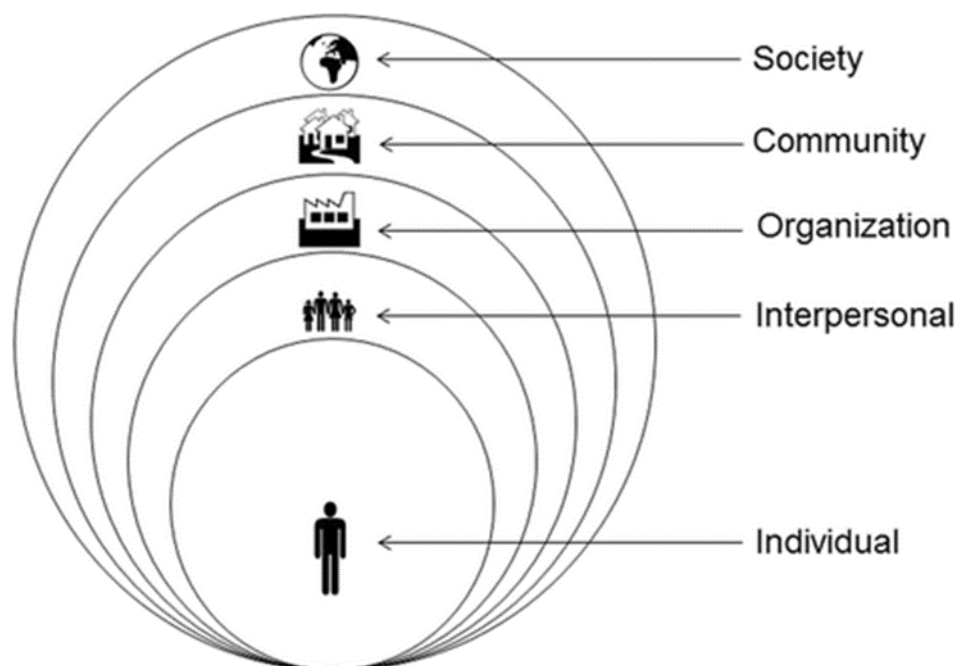 Society
Community
Organization
Interpersonal
Individual